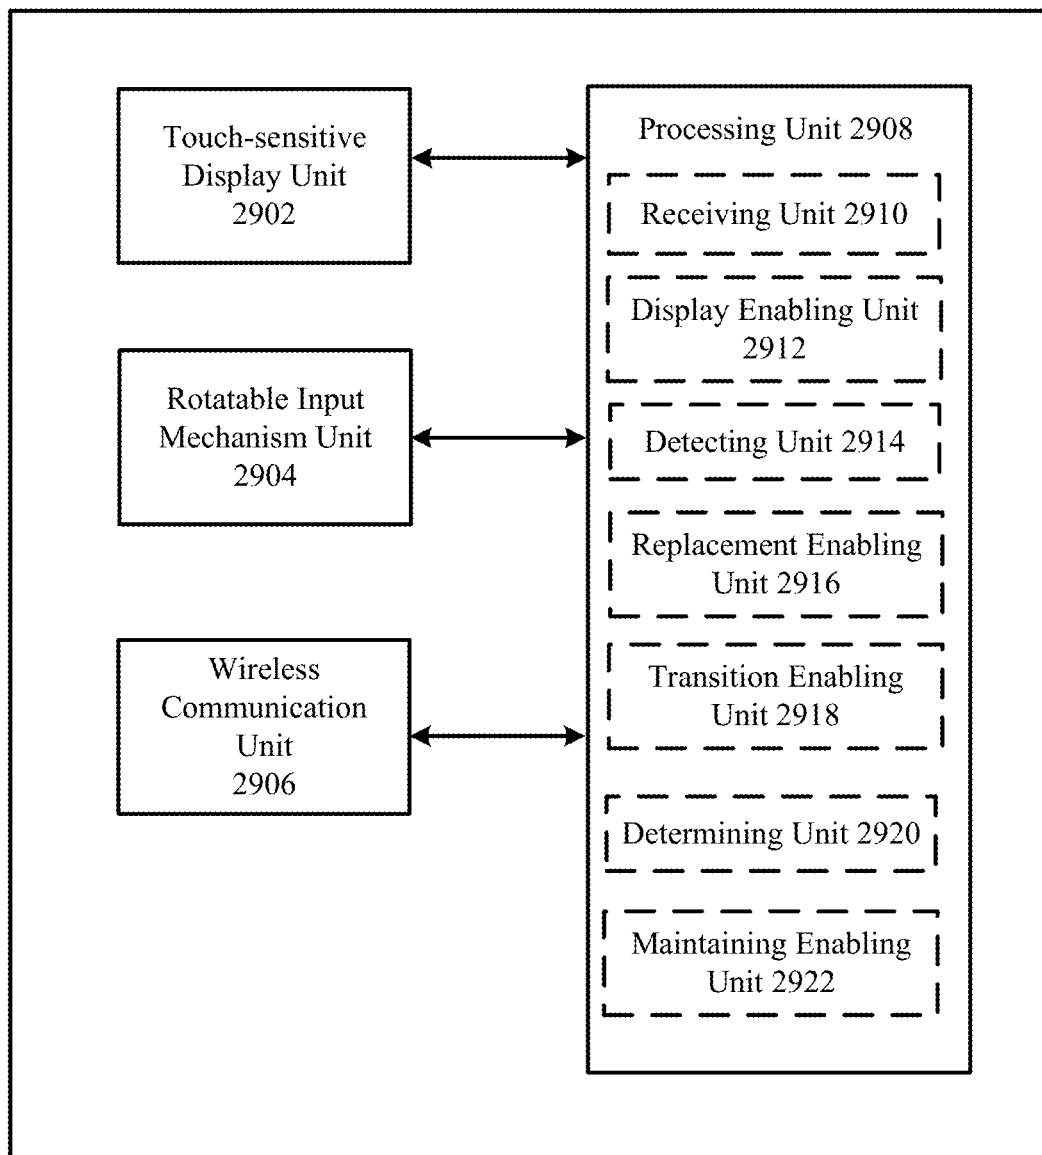 Touch-sensitive
Display Unit
2902
Rotatable Input
Mechanism Unit
2904
Wireless
Communication
Unit
2906
Processing Unit 2908
Receiving Unit 2910
Display Enabling Unit
2912
Detecting Unit 2914
Replacement Enabling
Unit 2916
Transition Enabling
Unit 2918
Determining Unit 2920
Maintaining Enabling
Unit 2922